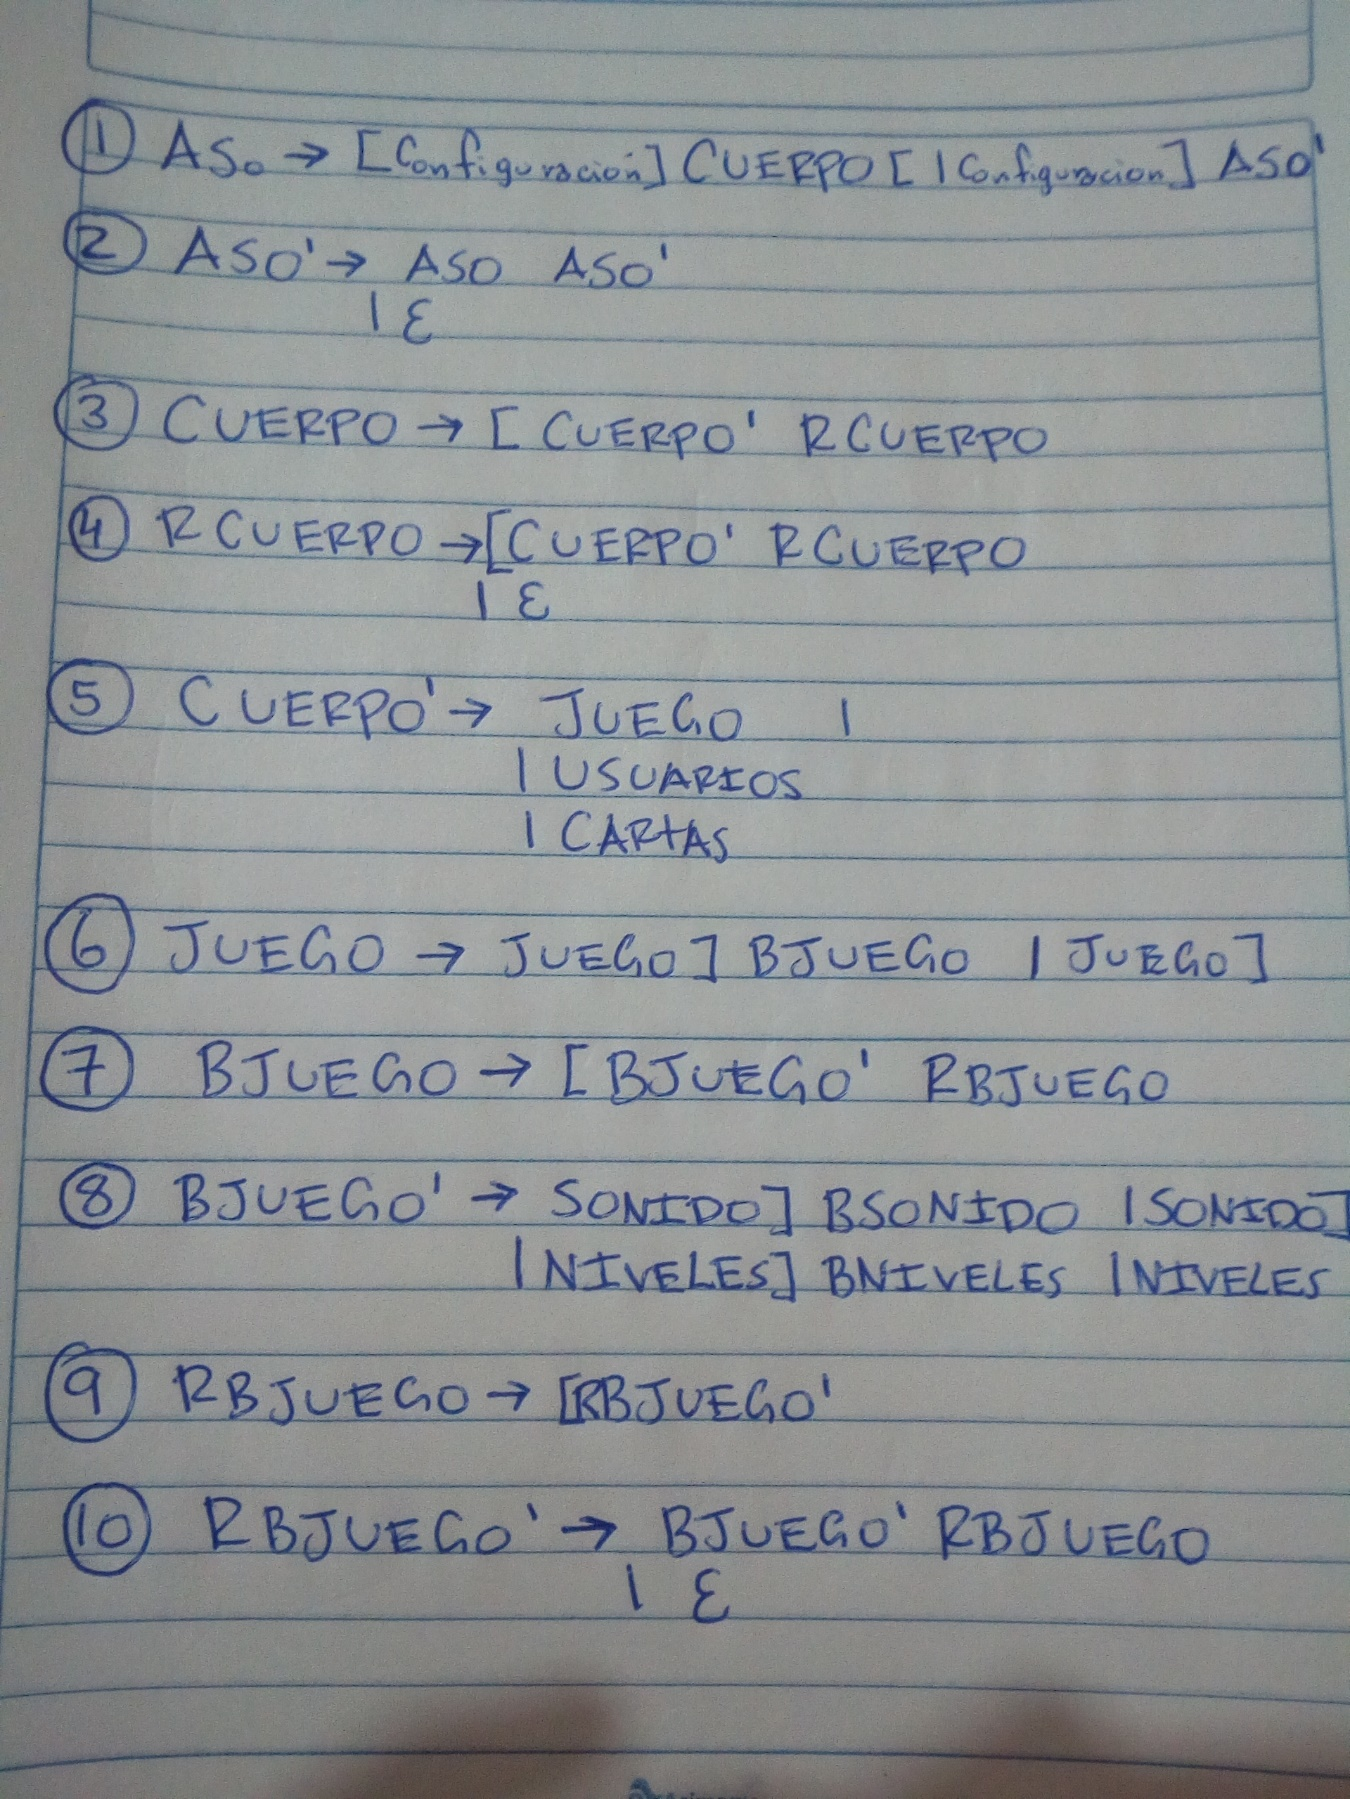 ① ASO → [Configuración] CUERPO [ / Configuracion] ASO'
② ASO' → ASO ASO'
| ε
③ CUERPO → [ CUERPO' RCUERPO
④ RCUERPO → [CUERPO' RCUERPO
| ε
⑤ CUERPO' → JUEGO |
| USUARIOS
| CARTAS
⑥ JUEGO → JUEGO] BJUEGO / JUEGO]
⑦ BJUEGO → [ BJUEGO' RBJUEGO
⑧ BJUEGO' → SONIDO] BSONIDO /SONIDO]
| NIVELES] BNIVELES /NIVELES
⑨ RBJUEGO → [RBJUEGO'
⑩ RBJUEGO' → BJUEGO' RBJUEGO
| ε